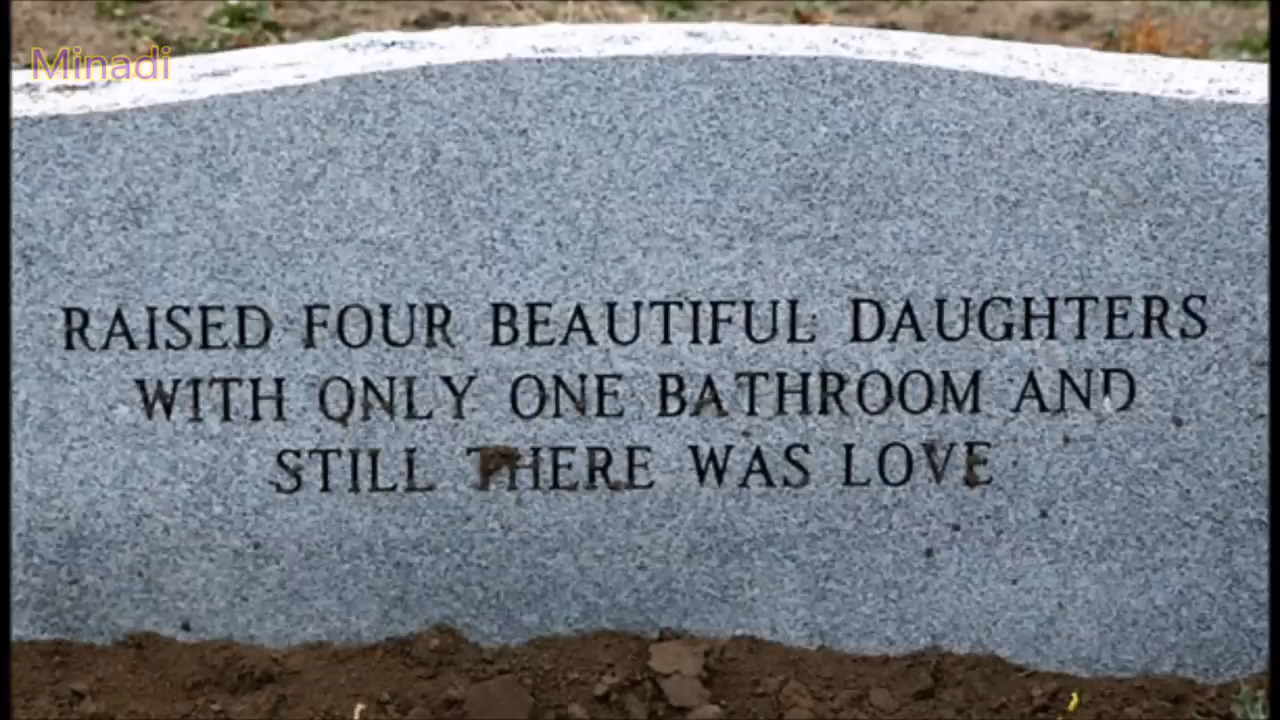 Minadi
RAISED FOUR BEAUTIFUL DAUGHTERS
WITH ONLY ONE BATHROOM AND
STILL THERE WAS LOVE